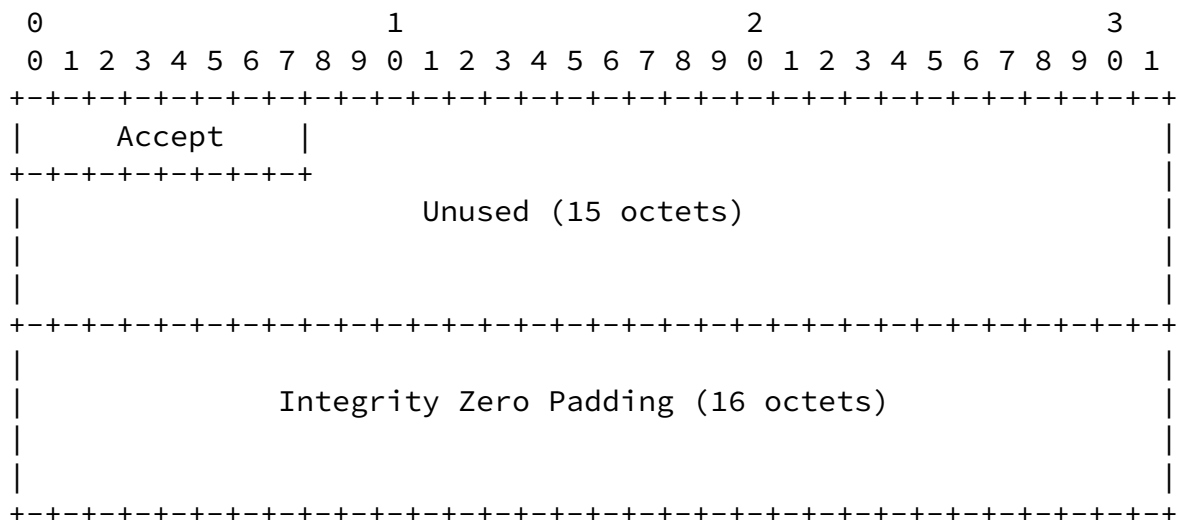 0                   1                   2                   3
 0 1 2 3 4 5 6 7 8 9 0 1 2 3 4 5 6 7 8 9 0 1 2 3 4 5 6 7 8 9 0 1
+-+-+-+-+-+-+-+-+-+-+-+-+-+-+-+-+-+-+-+-+-+-+-+-+-+-+-+-+-+-+-+-+
|     Accept    |                                               |
+-+-+-+-+-+-+-+-+                                               |
|                      Unused (15 octets)                       |
|                                                               |
|                                                               |
+-+-+-+-+-+-+-+-+-+-+-+-+-+-+-+-+-+-+-+-+-+-+-+-+-+-+-+-+-+-+-+-+
|                                                               |
|              Integrity Zero Padding (16 octets)               |
|                                                               |
|                                                               |
+-+-+-+-+-+-+-+-+-+-+-+-+-+-+-+-+-+-+-+-+-+-+-+-+-+-+-+-+-+-+-+-+